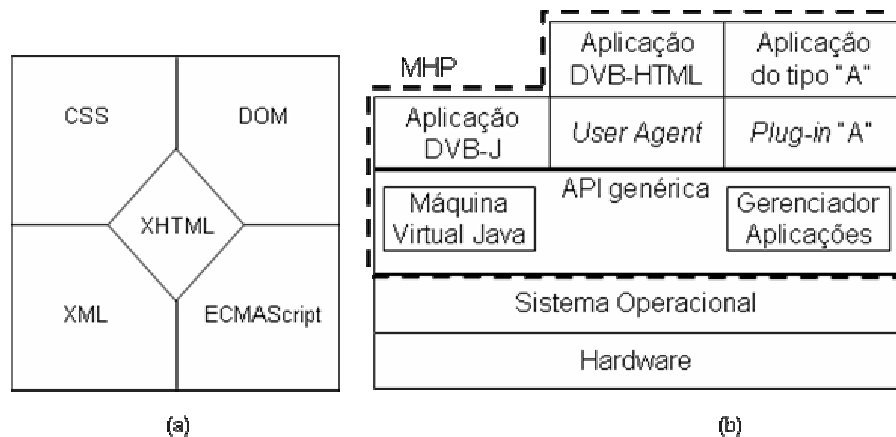 CSS
DOM
XHTML
XML
ECMAScript
(a)
MHP
Aplicação
DVB-HTML
Aplicação
do tipo "A"
Aplicação
DVB-J
User Agent
Plug-in "A"
API genérica
Máquina
Virtual Java
Gerenciador
Aplicações
Sistema Operacional
Hardware
(b)